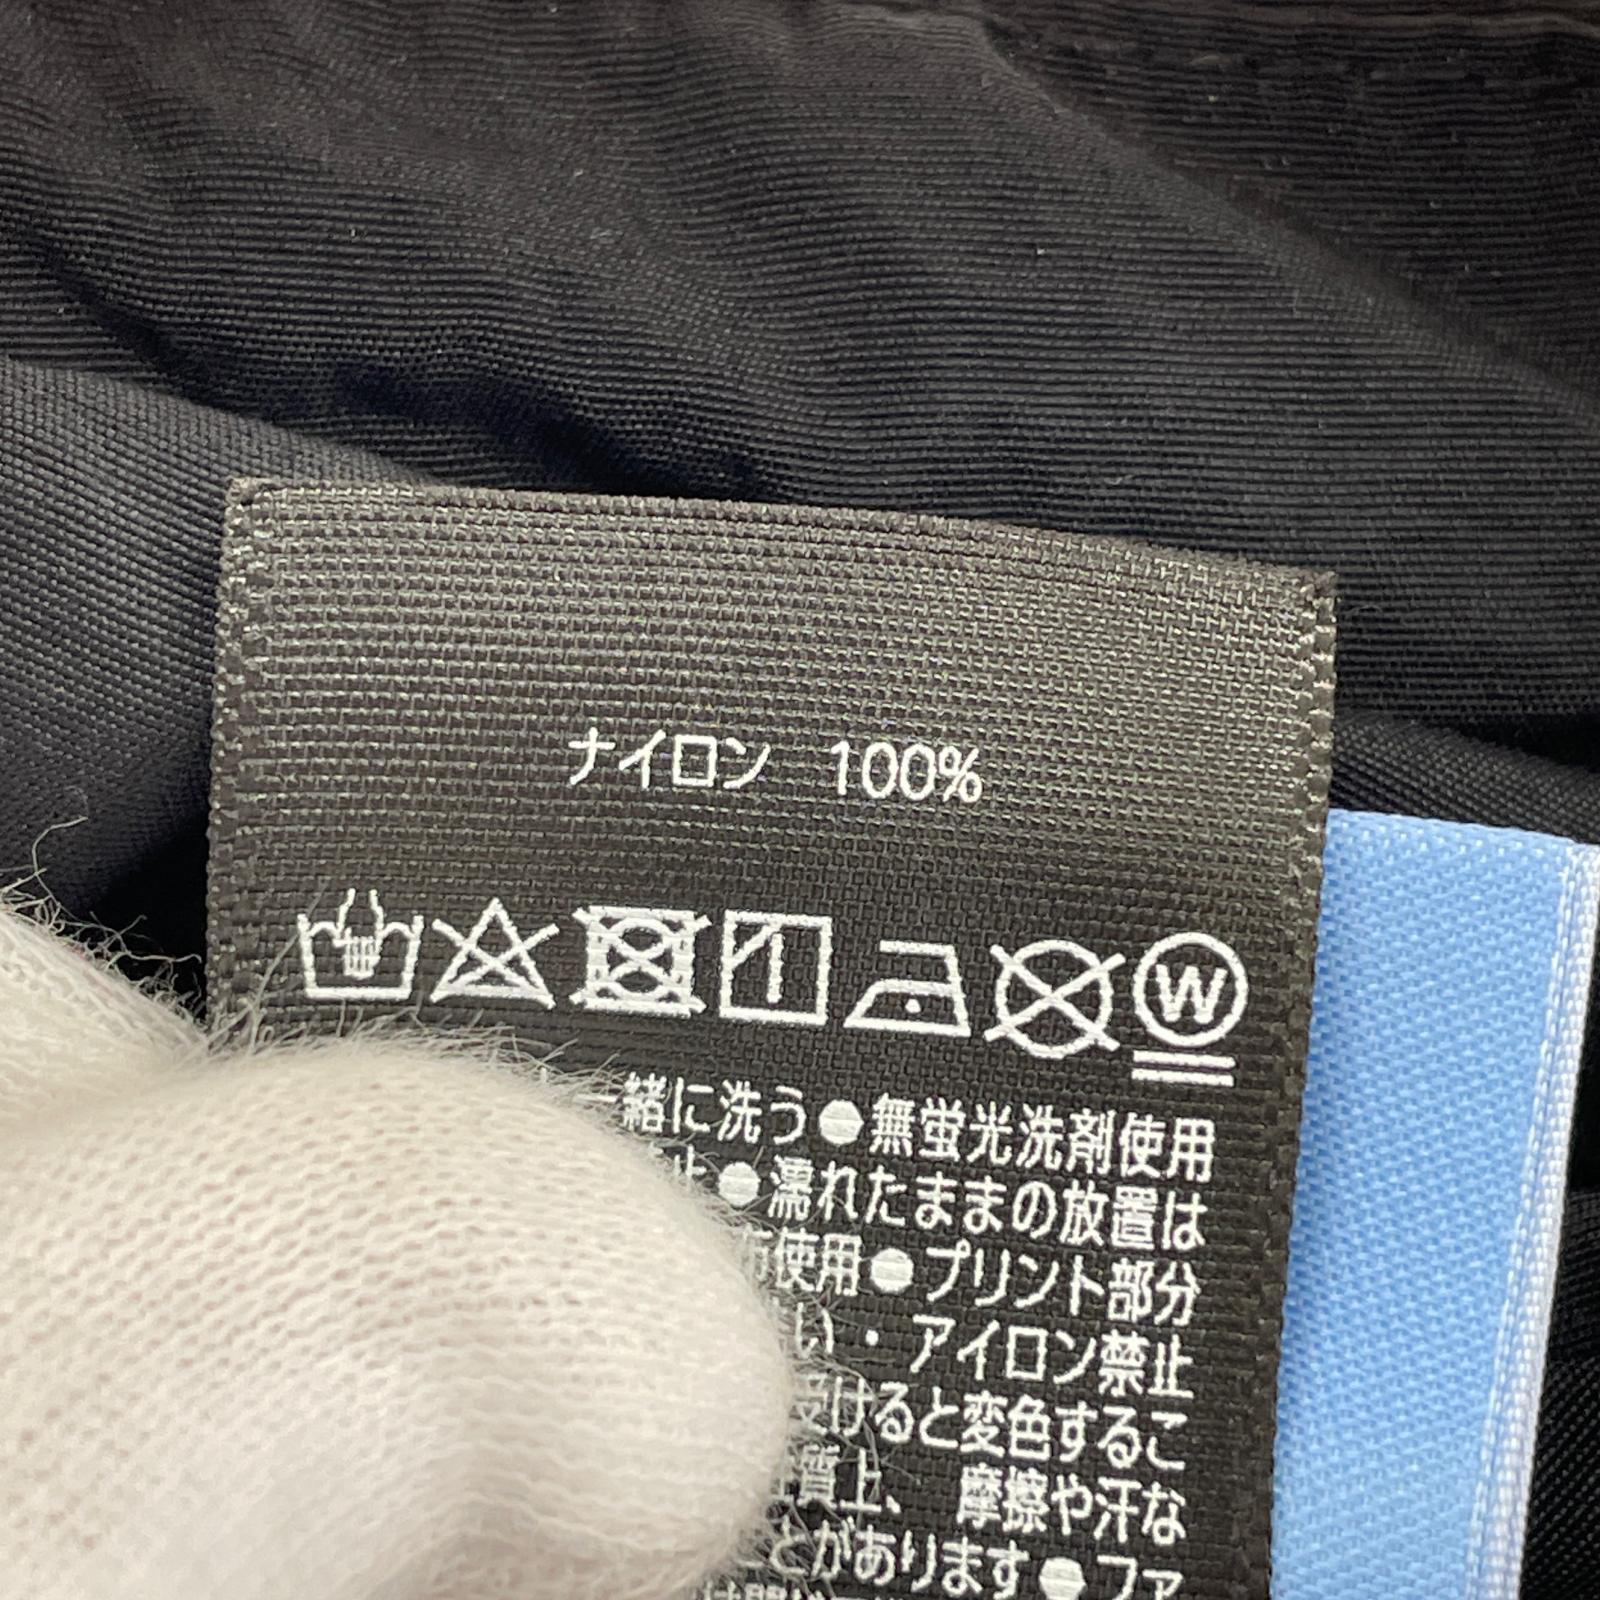 ナイロン 100%
W
一緒に洗う●無蛍光洗剤使用
止●濡れたままの放置は
使用●プリント部分
い・アイロン禁止
受けると変色するこ
質上、摩擦や汗な
とがあります●ファ